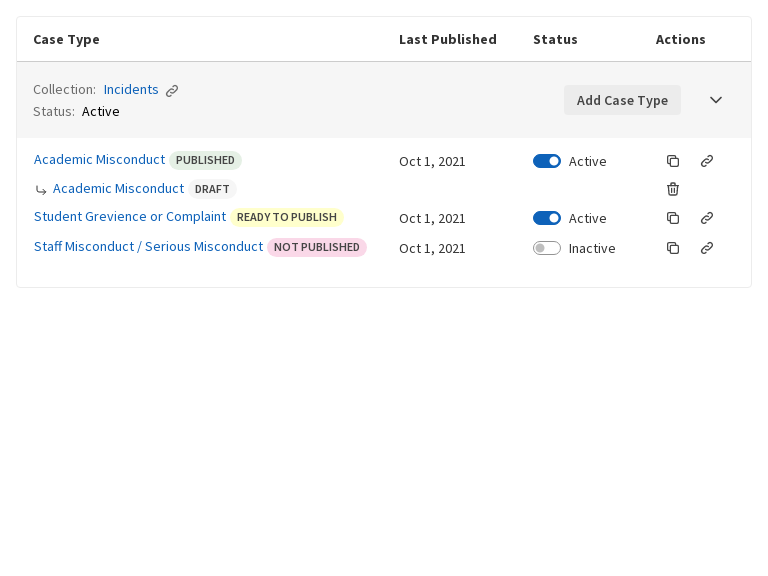 Case Type Last Published Status Actions
Collection: Incidents
Status: Active
Add Case Type
Academic Misconduct PUBLISHED Oct 1, 2021 Active
Academic Misconduct DRAFT
Student Grevience or Complaint READY TO PUBLISH Oct 1, 2021 Active
Staff Misconduct / Serious Misconduct NOT PUBLISHED Oct 1, 2021 Inactive